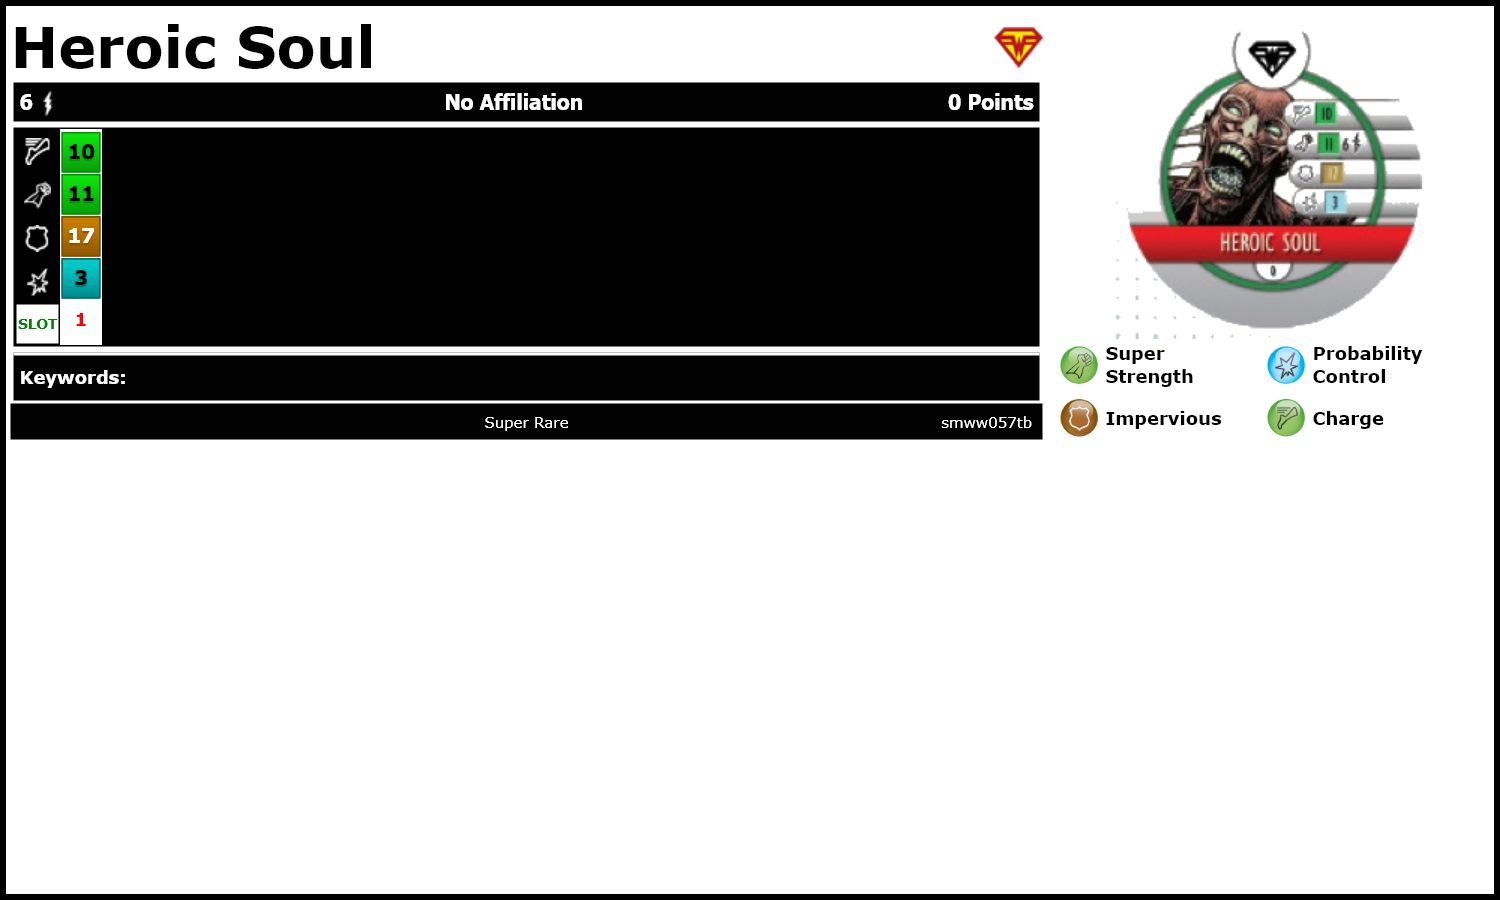 Heroic Soul
6 No Affiliation 0 Points
10
11
17
3
SLOT 1
Keywords:
Super Rare smww057tb
10
11 6
17
3
HEROIC SOUL
0
Super Strength
Probability Control
Impervious
Charge